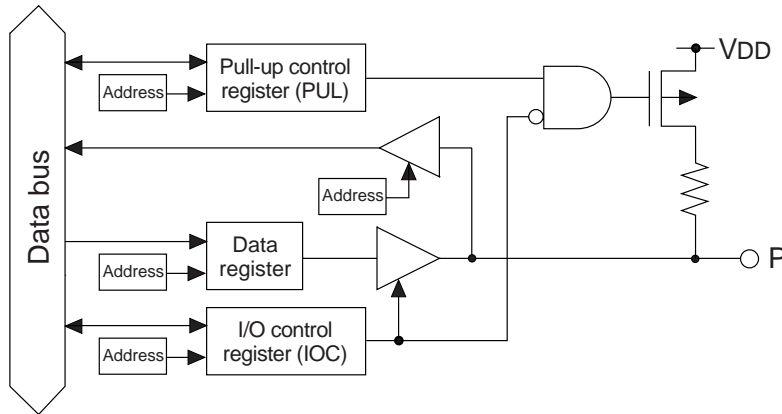 Data bus
Pull-up control
register (PUL)
Address
VDD
Address
Data
register
Address
P
I/O control
register (IOC)
Address